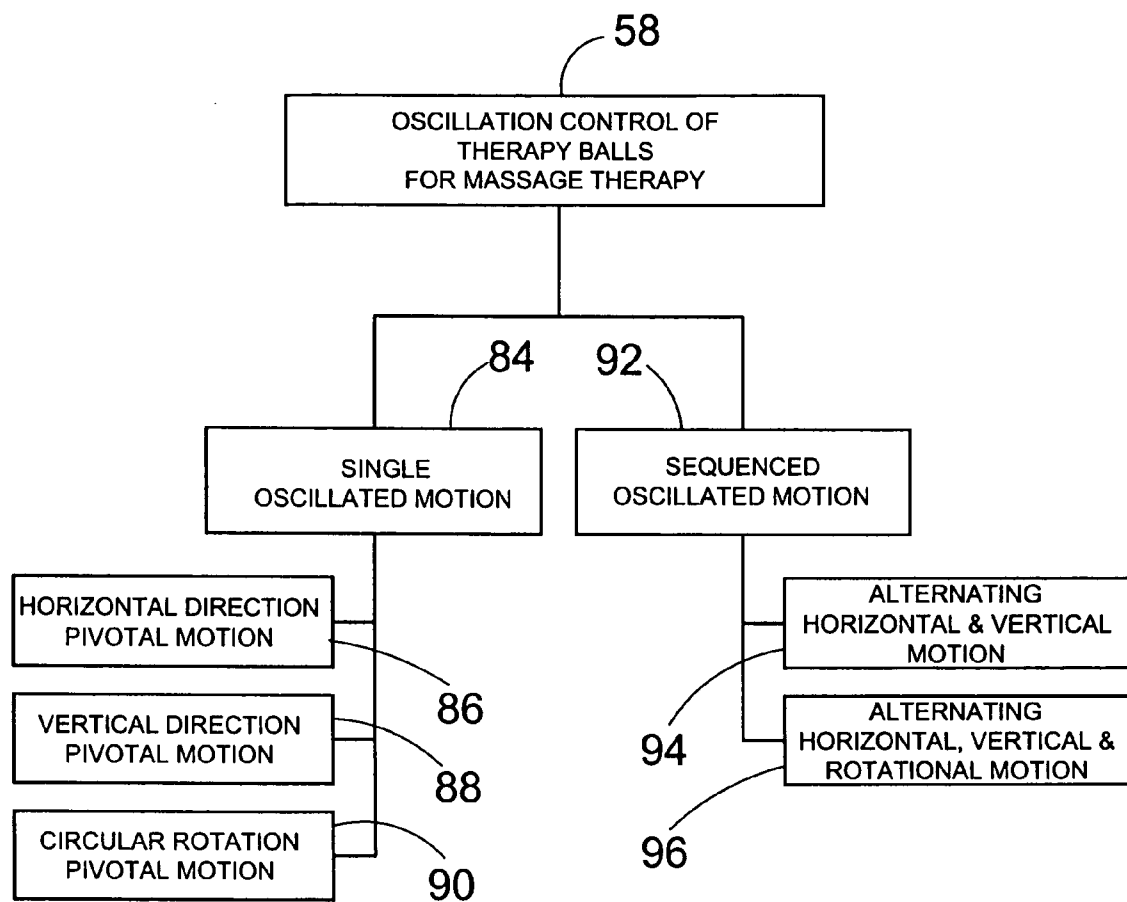 58
OSCILLATION CONTROL OF
THERAPY BALLS
FOR MASSAGE THERAPY
84
92
SINGLE
OSCILLATED MOTION
SEQUENCED
OSCILLATED MOTION
HORIZONTAL DIRECTION
PIVOTAL MOTION
86
VERTICAL DIRECTION
PIVOTAL MOTION
88
CIRCULAR ROTATION
PIVOTAL MOTION
90
ALTERNATING
HORIZONTAL & VERTICAL
MOTION
94
ALTERNATING
HORIZONTAL, VERTICAL &
ROTATIONAL MOTION
96